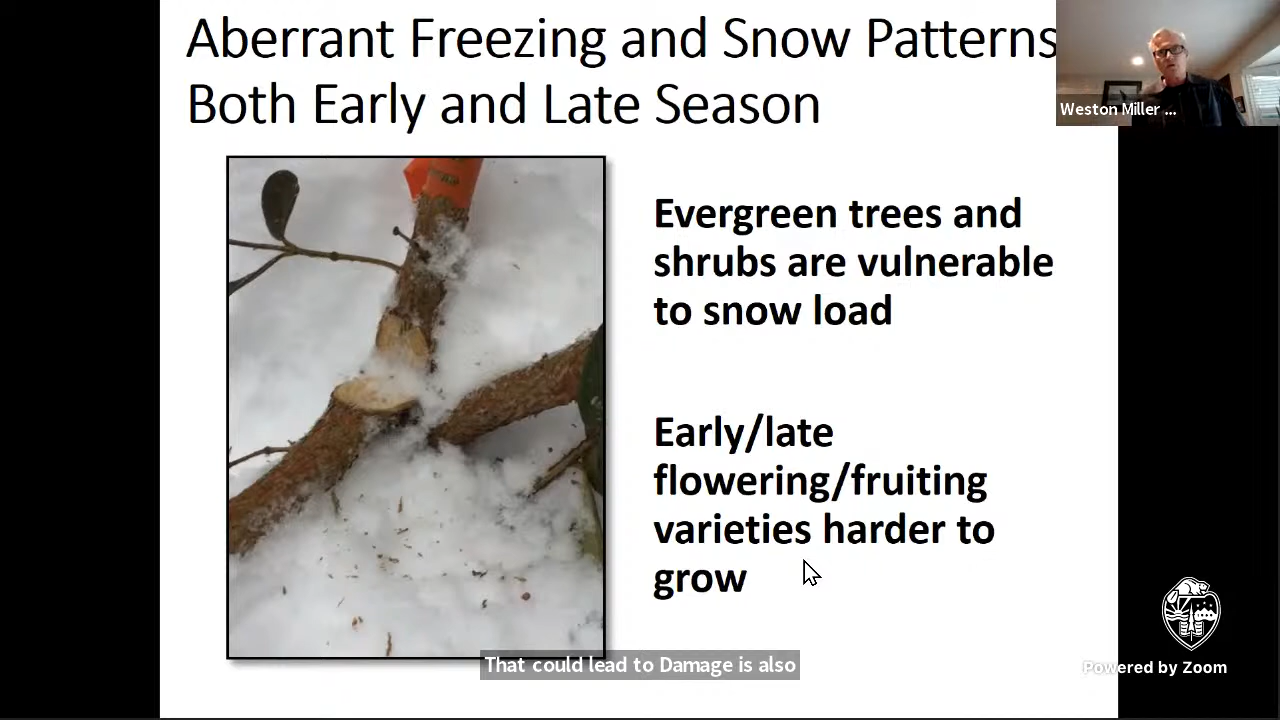 Aberrant Freezing and Snow Patterns
Both Early and Late Season
Weston Miller ...
Evergreen trees and
shrubs are vulnerable
to snow load
Early/late
flowering/fruiting
varieties harder to
grow
That could lead to Damage is also
Powered by Zoom